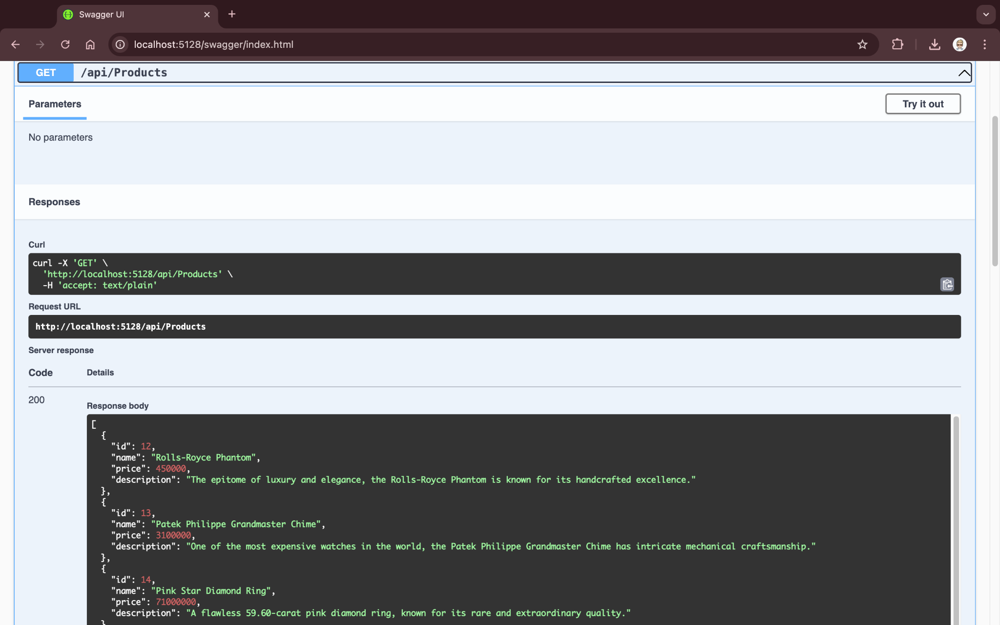 Swagger UI
localhost:5128/swagger/index.html
GET /api/Products
Parameters
Try it out
No parameters
Responses
Curl
curl -X 'GET' \
  'http://localhost:5128/api/Products' \
  -H 'accept: text/plain'
Request URL
http://localhost:5128/api/Products
Server response
Code Details
200
Response body
[
  {
    "id": 12,
    "name": "Rolls-Royce Phantom",
    "price": 450000,
    "description": "The epitome of luxury and elegance, the Rolls-Royce Phantom is known for its handcrafted excellence."
  },
  {
    "id": 13,
    "name": "Patek Philippe Grandmaster Chime",
    "price": 3100000,
    "description": "One of the most expensive watches in the world, the Patek Philippe Grandmaster Chime has intricate mechanical craftsmanship."
  },
  {
    "id": 14,
    "name": "Pink Star Diamond Ring",
    "price": 71000000,
    "description": "A flawless 59.60-carat pink diamond ring, known for its rare and extraordinary quality."
  }